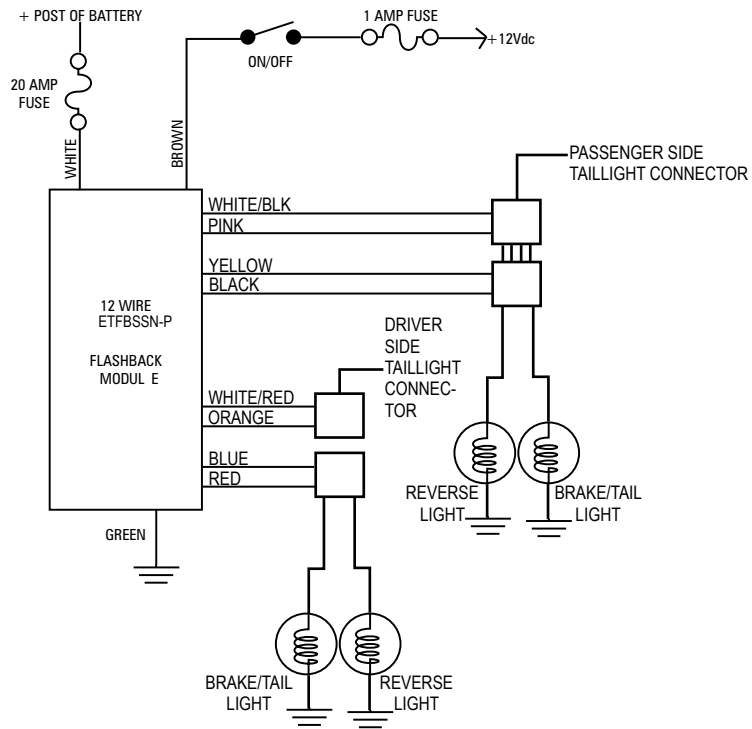 + POST OF BATTERY
1 AMP FUSE
+12Vdc
ON/OFF
20 AMP
FUSE
WHITE
BROWN
PASSENGER SIDE
TAILLIGHT CONNECTOR
WHITE/BLK
PINK
YELLOW
BLACK
12 WIRE
ETFBSSN-P
FLASHBACK
MODUL E
DRIVER
SIDE
TAILLIGHT
CONNEC-
TOR
WHITE/RED
ORANGE
BLUE
RED
REVERSE
LIGHT
BRAKE/TAIL
LIGHT
GREEN
BRAKE/TAIL
LIGHT
REVERSE
LIGHT